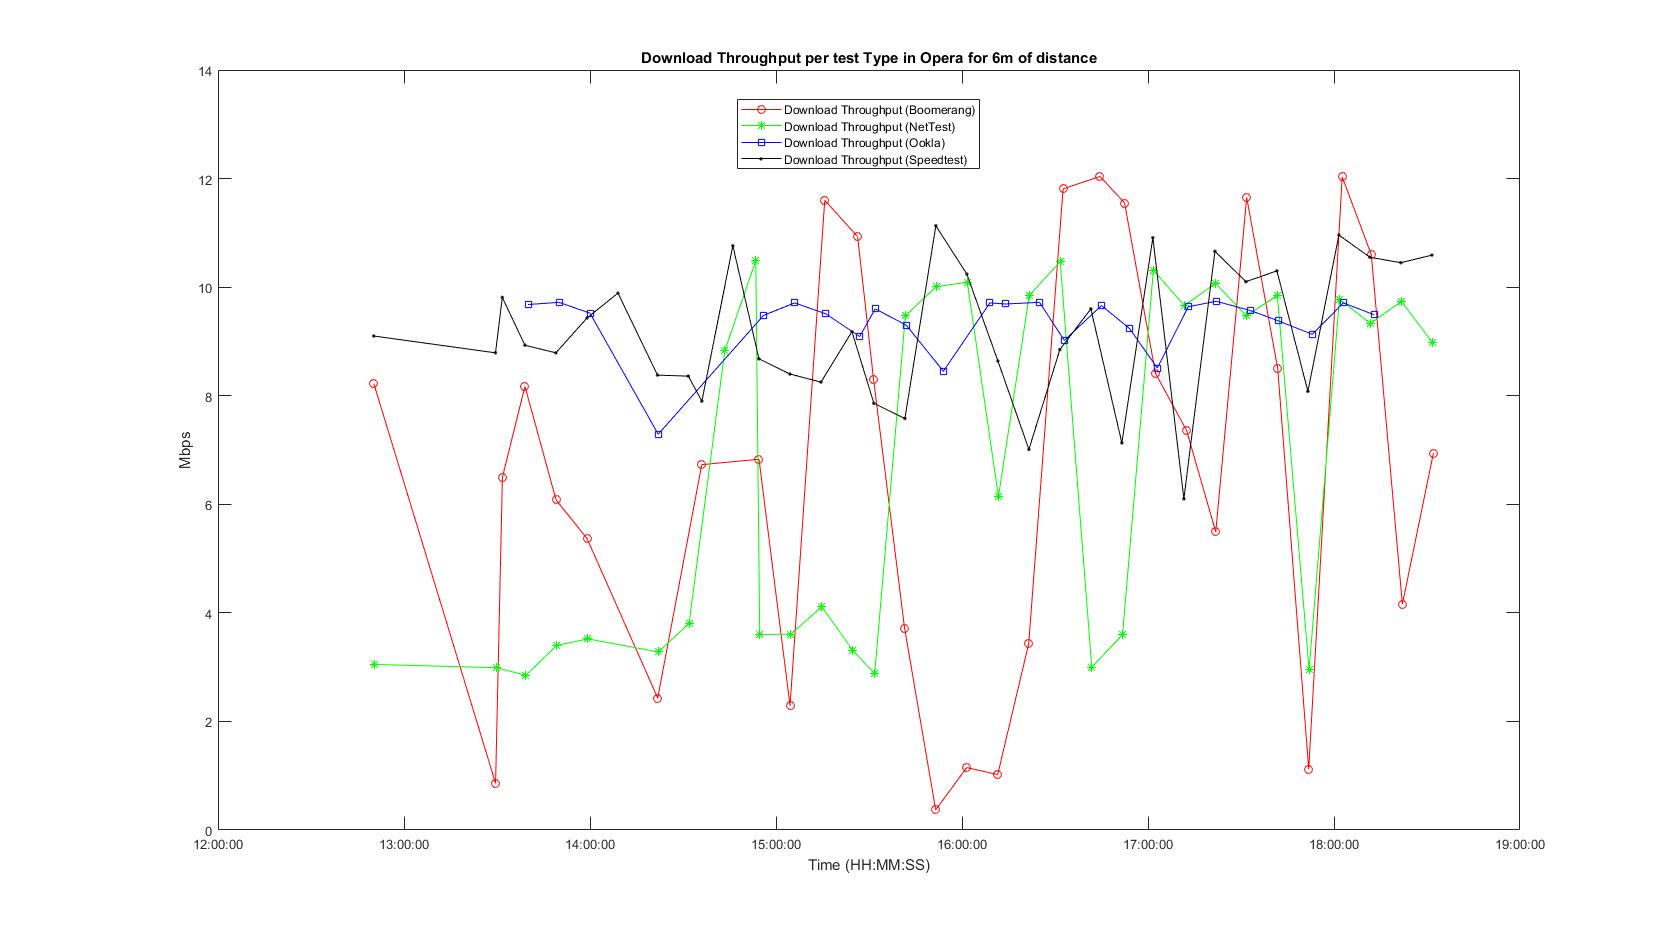 Download Throughput per test Type in Opera for 6m of distance
14
12
10
8
6
4
2
0
Mbps
Download Throughput (Boomerang)
Download Throughput (NetTest)
Download Throughput (Ookla)
Download Throughput (Speedtest)
12:00:00 13:00:00 14:00:00 15:00:00 16:00:00 17:00:00 18:00:00 19:00:00
Time (HH:MM:SS)